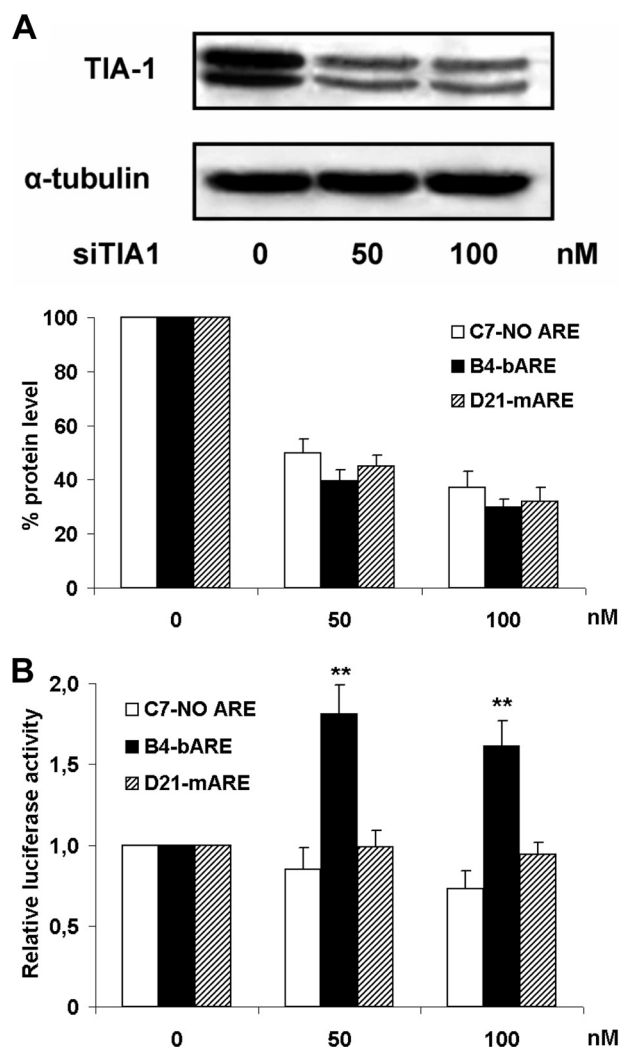 A
TIA-1
α-tubulin
siTIA1 0 50 100 nM
% protein level
100
80
60
40
20
0
C7-NO ARE
B4-bARE
D21-mARE
0 50 100 nM
B
Relative luciferase activity
2,0
1,5
1,0
0,5
0
C7-NO ARE
B4-bARE
D21-mARE
**
**
0 50 100 nM